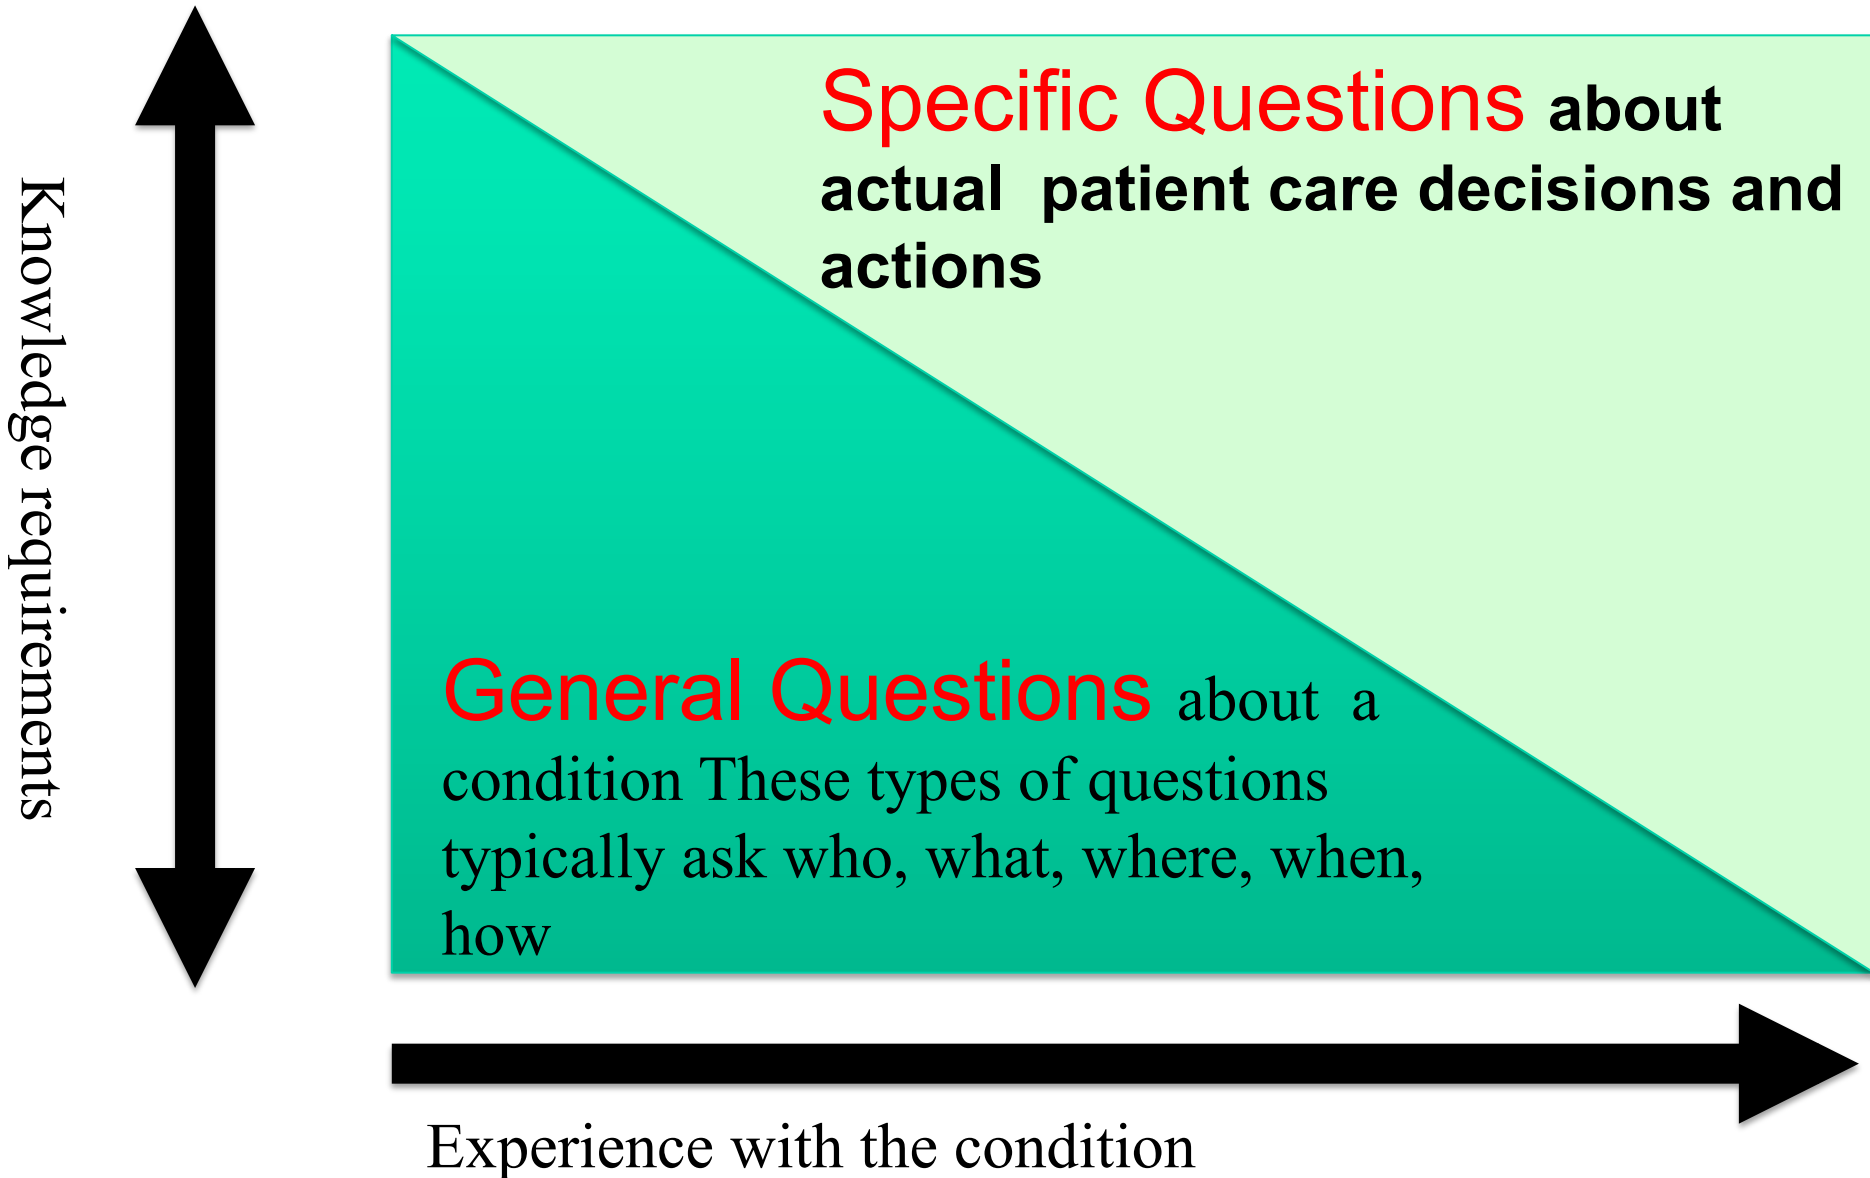 Knowledge requirements
Specific Questions about
actual  patient care decisions and
actions
General Questions about  a
condition These types of questions
typically ask who, what, where, when,
how
Experience with the condition